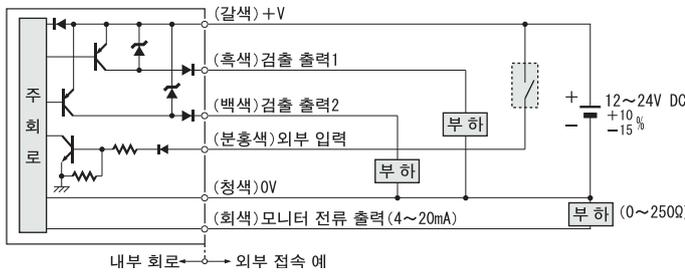 (갈색)+V
(흑색)검출 출력1
(백색)검출 출력2
(분홍색)외부 입력
(청색)0V
(회색)모니터 전류 출력(4~20mA)
주 회 로
부 하
부 하
부 하
+
−
12~24V DC
+10
−15 %
(0~250Ω)
내부 회로
외부 접속 예